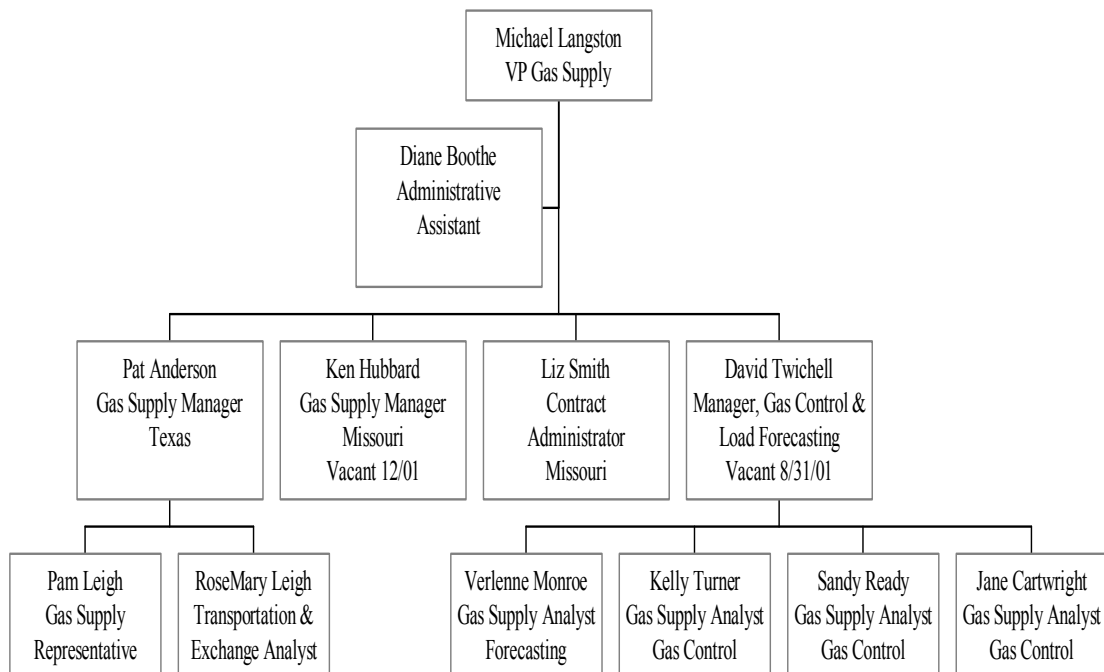 Michael Langston
VP Gas Supply
Diane Boothe
Administrative
Assistant
Pat Anderson
Gas Supply Manager
Texas
Ken Hubbard
Gas Supply Manager
Missouri
Vacant 12/01
Liz Smith
Contract
Administrator
Missouri
David Twichell
Manager, Gas Control &
Load Forecasting
Vacant 8/31/01
Pam Leigh
Gas Supply
Representative
RoseMary Leigh
Transportation &
Exchange Analyst
Verlenne Monroe
Gas Supply Analyst
Forecasting
Kelly Turner
Gas Supply Analyst
Gas Control
Sandy Ready
Gas Supply Analyst
Gas Control
Jane Cartwright
Gas Supply Analyst
Gas Control